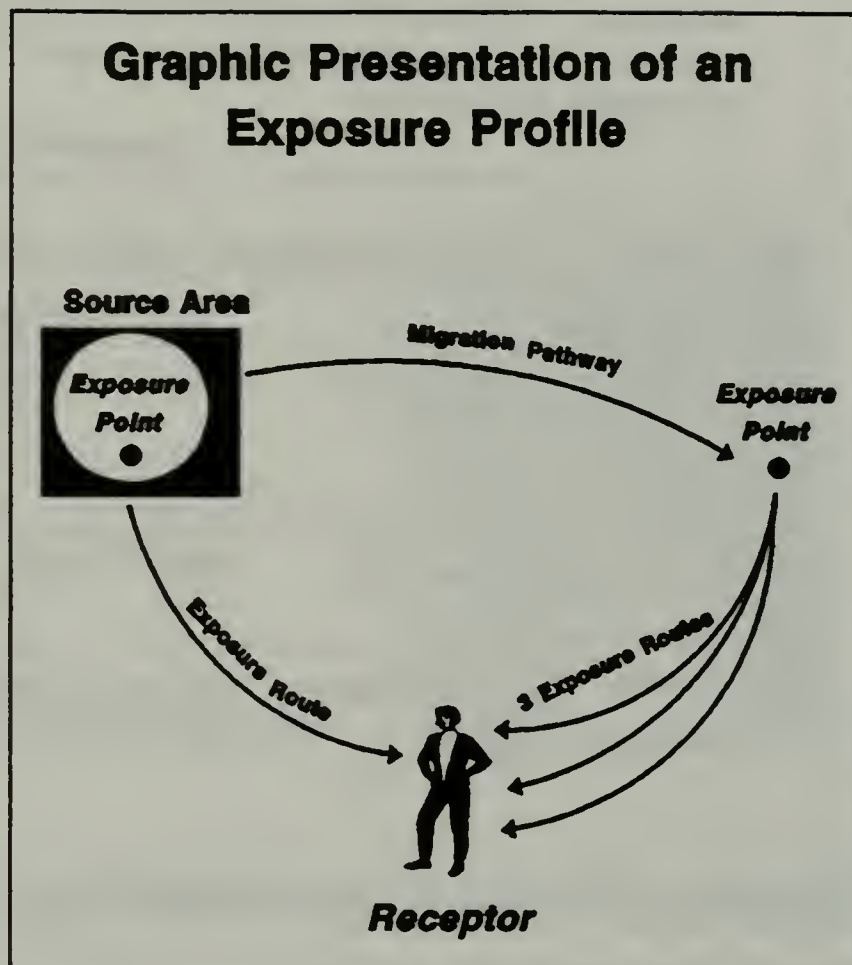 Graphic Presentation of an
Exposure Profile
Source Area
Exposure
Point
Migration Pathway
Exposure
Point
Exposure Route
3 Exposure Routes
Receptor